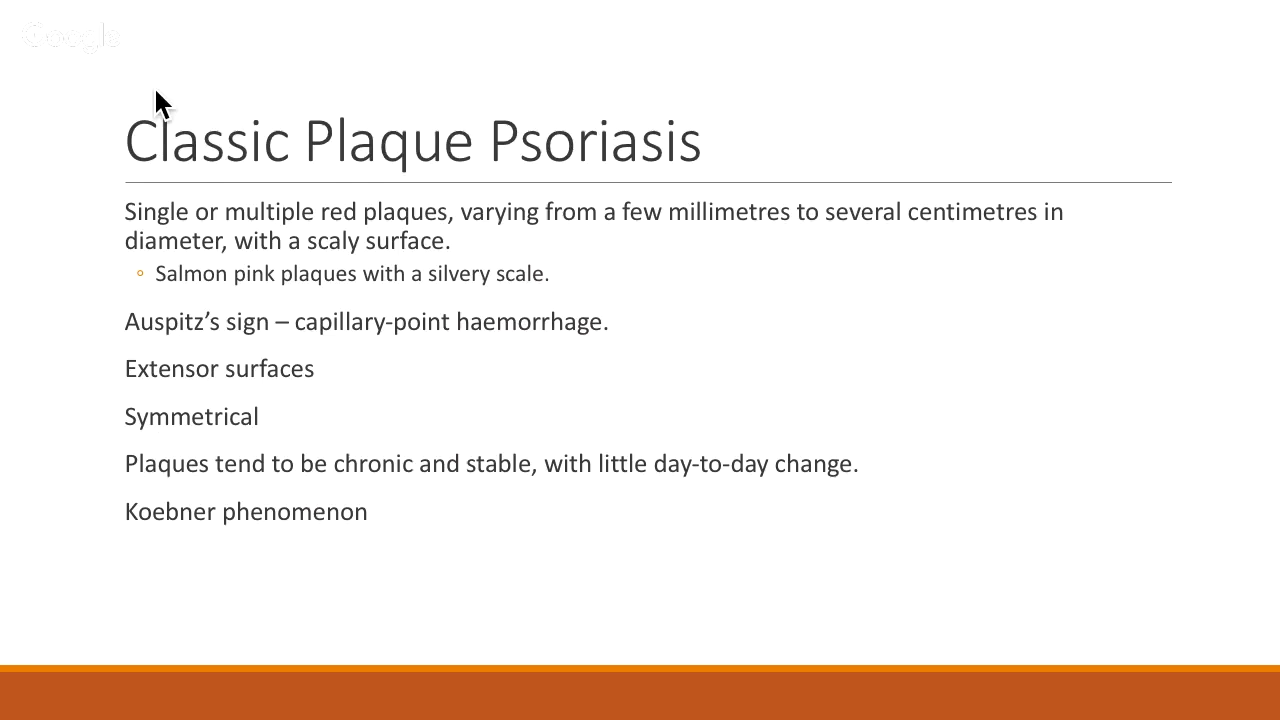 Google
Classic Plaque Psoriasis
Single or multiple red plaques, varying from a few millimetres to several centimetres in
diameter, with a scaly surface.
◦ Salmon pink plaques with a silvery scale.
Auspitz’s sign – capillary-point haemorrhage.
Extensor surfaces
Symmetrical
Plaques tend to be chronic and stable, with little day-to-day change.
Koebner phenomenon